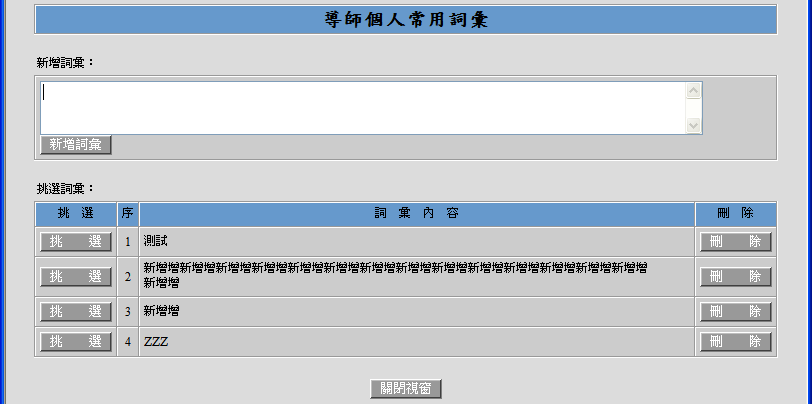 導師個人常用詞彙
新增詞彙：
新增詞彙
挑選詞彙：
挑 選 序 詞 彙 內 容 刪 除
挑 選 1 測試 刪 除
挑 選 2 新增增新增增新增增新增增新增增新增增新增增新增增新增增新增增新增增新增增新增增新增增 刪 除
新增增
挑 選 3 新增增 刪 除
挑 選 4 ZZZ 刪 除
關閉視窗